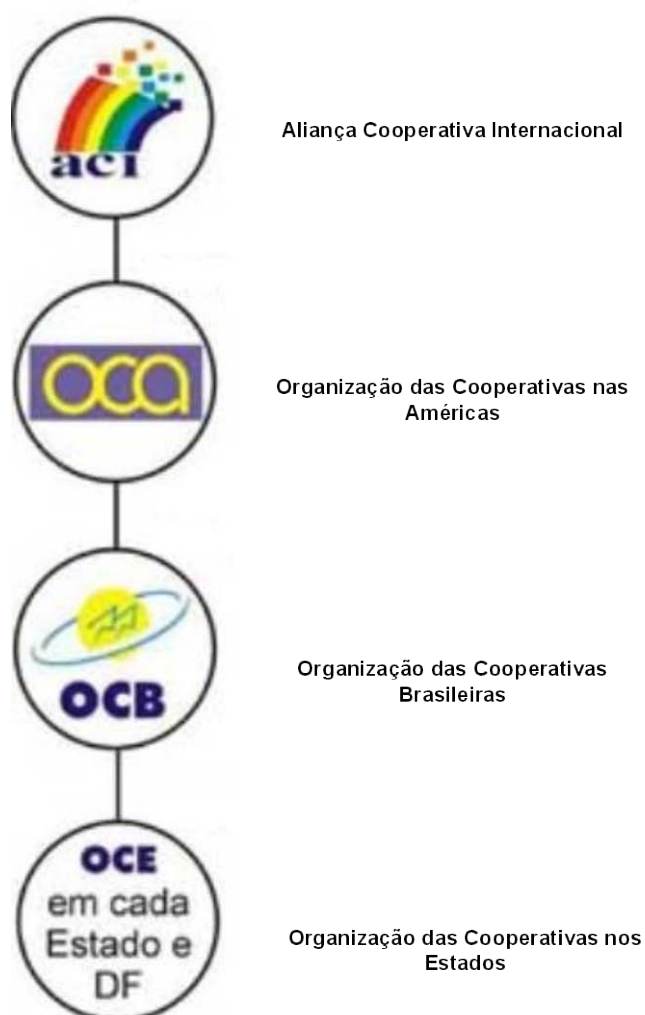 aci
Aliança Cooperativa Internacional
oca
Organização das Cooperativas nas
Américas
OCB
Organização das Cooperativas
Brasileiras
OCE
em cada
Estado e
DF
Organização das Cooperativas nos
Estados